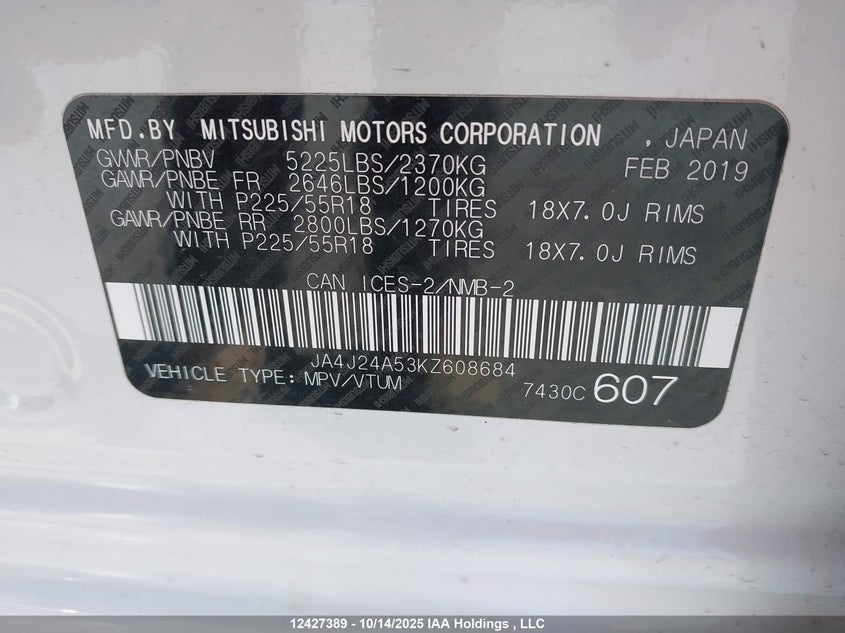 MFD.BY MITSUBISHI MOTORS CORPORATION , JAPAN
GVWR/PNBV 5225LBS/2370KG FEB 2019
GAWR/PNBE FR 2646LBS/1200KG
WITH P225/55R18 TIRES 18X7.0J RIMS
GAWR/PNBE RR 2800LBS/1270KG
WITH P225/55R18 TIRES 18X7.0J RIMS
CAN ICES-2/NMB-2
JA4J24A53KZ608684
VEHICLE TYPE:MPV/VTUM
7430C 607
12427389 - 10/14/2025 IAA Holdings , LLC